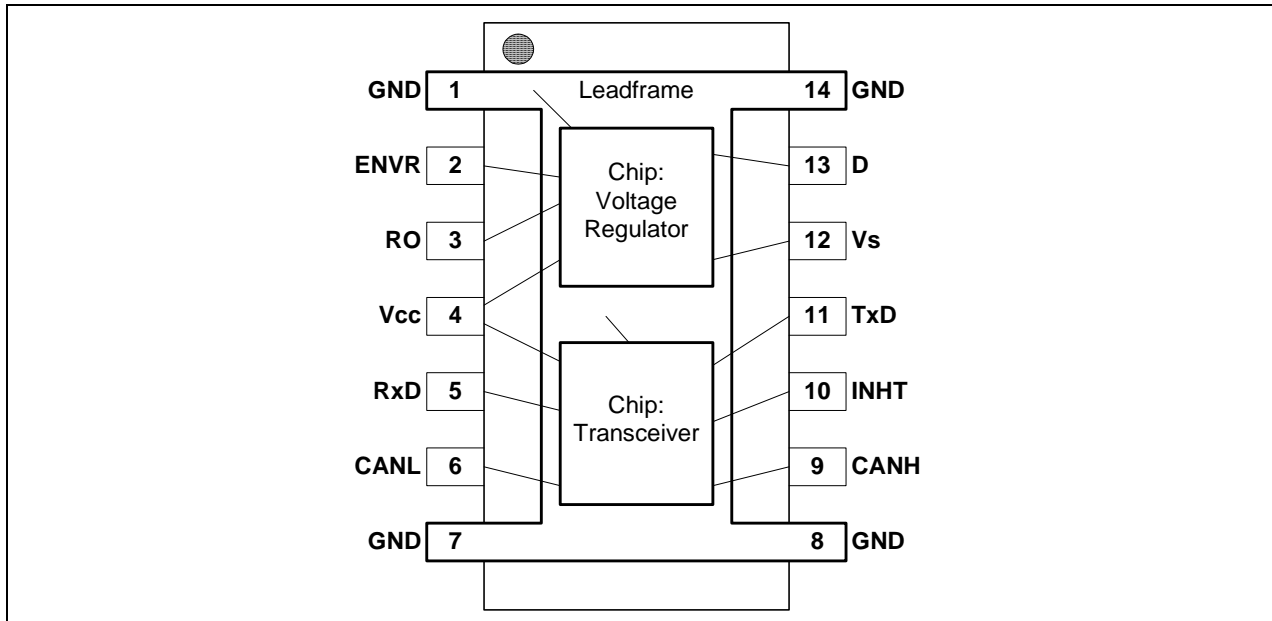 GND 1 Leadframe 14 GND
ENVR 2 13 D
Chip:
Voltage
Regulator
RO 3 12 Vs
Vcc 4 11 TxD
RxD 5 10 INHT
Chip:
Transceiver
CANL 6 9 CANH
GND 7 8 GND